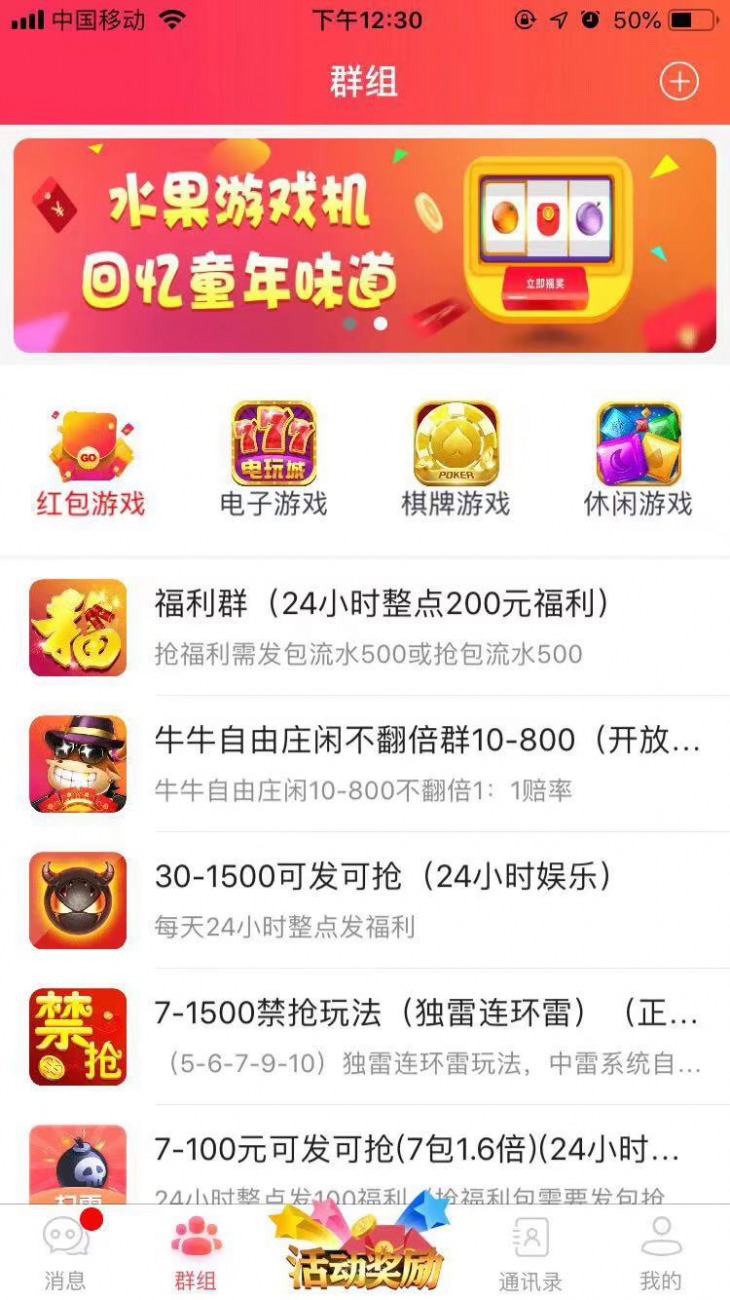 中国移动
下午12:30
50%
群组
水果游戏机
回忆童年味道
立即摇奖
GO
777
电玩城
POKER
红包游戏
电子游戏
棋牌游戏
休闲游戏
福
福利群（24小时整点200元福利）
抢福利需发包流水500或抢包流水500
牛牛自由庄闲不翻倍群10-800（开放...
牛牛自由庄闲10-800不翻倍1：1赔率
30-1500可发可抢（24小时娱乐）
每天24小时整点发福利
禁
抢
7-1500禁抢玩法（独雷连环雷）（正...
（5-6-7-9-10）独雷连环雷玩法，中雷系统自...
7-100元可发可抢(7包1.6倍)(24小时...
扫雷
24小时整点发100福利（抢福利包需要发包抢
活动奖励
消息
群组
通讯录
我的